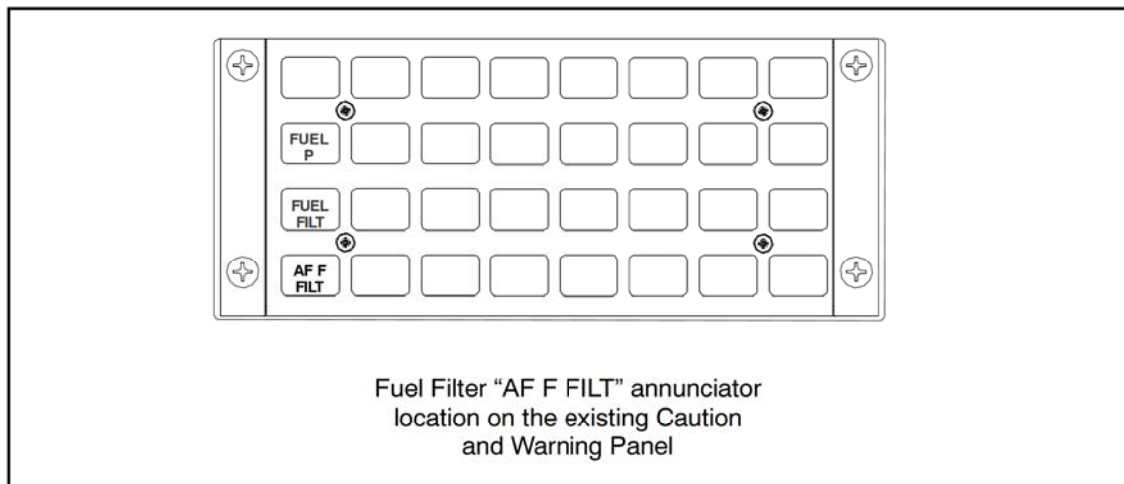 FUEL
P
FUEL
FILT
AF F
FILT
Fuel Filter “AF F FILT” annunciator
location on the existing Caution
and Warning Panel